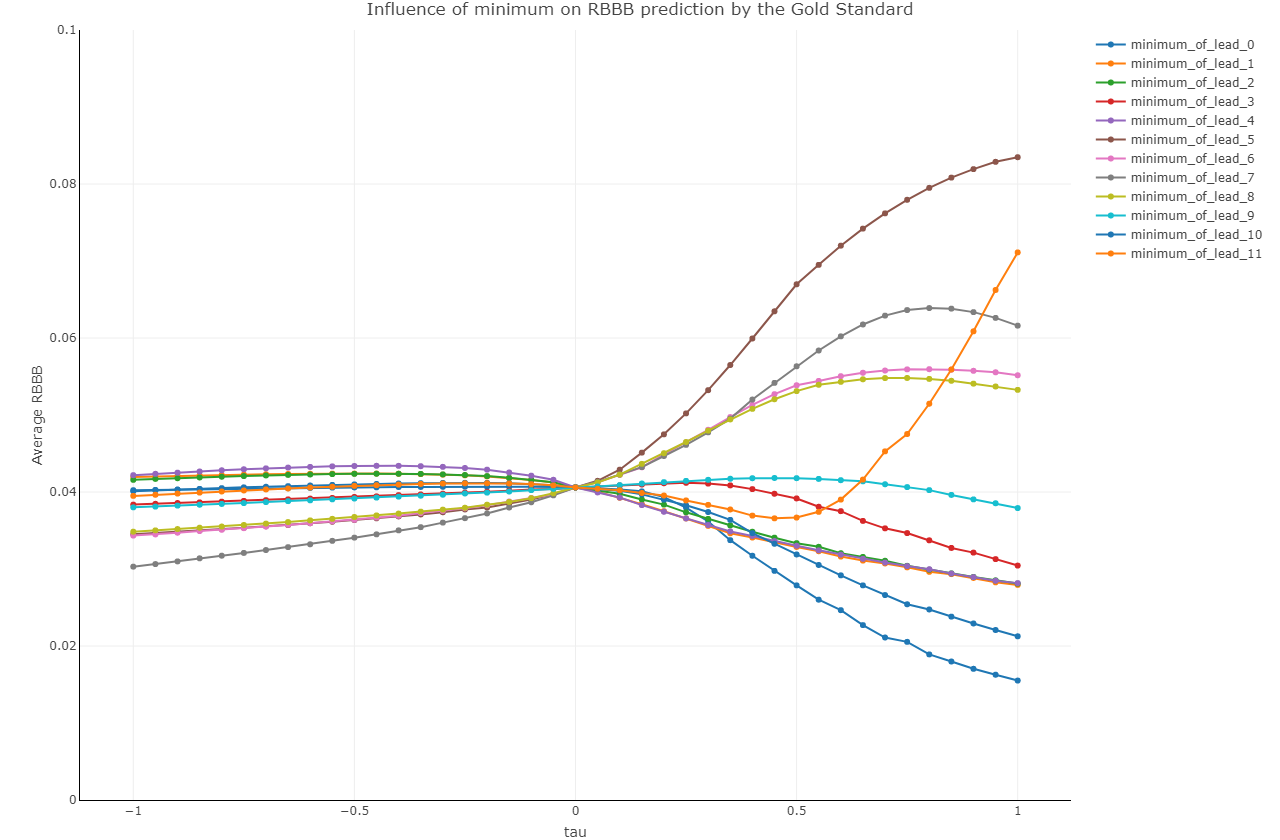 Influence of minimum on RBBB prediction by the Gold Standard
0.1
0.08
0.06
0.04
0.02
0
Average RBBB
−1
−0.5
0
0.5
1
tau
minimum_of_lead_0
minimum_of_lead_1
minimum_of_lead_2
minimum_of_lead_3
minimum_of_lead_4
minimum_of_lead_5
minimum_of_lead_6
minimum_of_lead_7
minimum_of_lead_8
minimum_of_lead_9
minimum_of_lead_10
minimum_of_lead_11